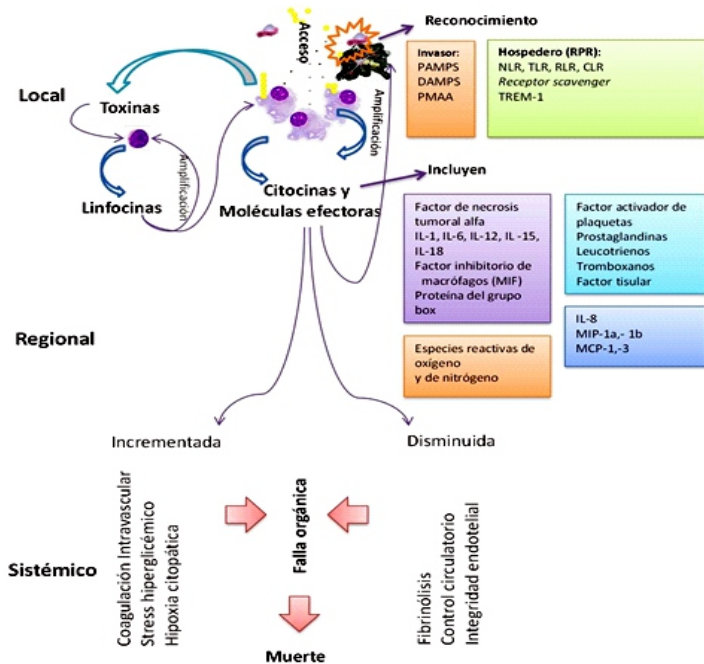 Acceso
Reconocimiento
Invasor:
PAMPS
DAMPS
PMAA
Hospedero (RPR):
NLR, TLR, RLR, CLR
Receptor scavenger
TREM-1
Local
Toxinas
Amplificación
Linfocinas
Amplificación
Citocinas y
Moléculas efectoras
Incluyen
Factor de necrosis
tumoral alfa
IL-1, IL-6, IL-12, IL -15,
IL-18
Factor inhibitorio de
macrófagos (MIF)
Proteína del grupo
box
Factor activador de
plaquetas
Prostaglandinas
Leucotrienos
Tromboxanos
Factor tisular
IL-8
MIP-1a,- 1b
MCP-1,-3
Especies reactivas de
oxígeno
y de nitrógeno
Regional
Incrementada
Disminuida
Sistémico
Coagulación Intravascular
Stress hiperglicémico
Hipoxia citopática
Falla orgánica
Fibrinólisis
Control circulatorio
Integridad endotelial
Muerte